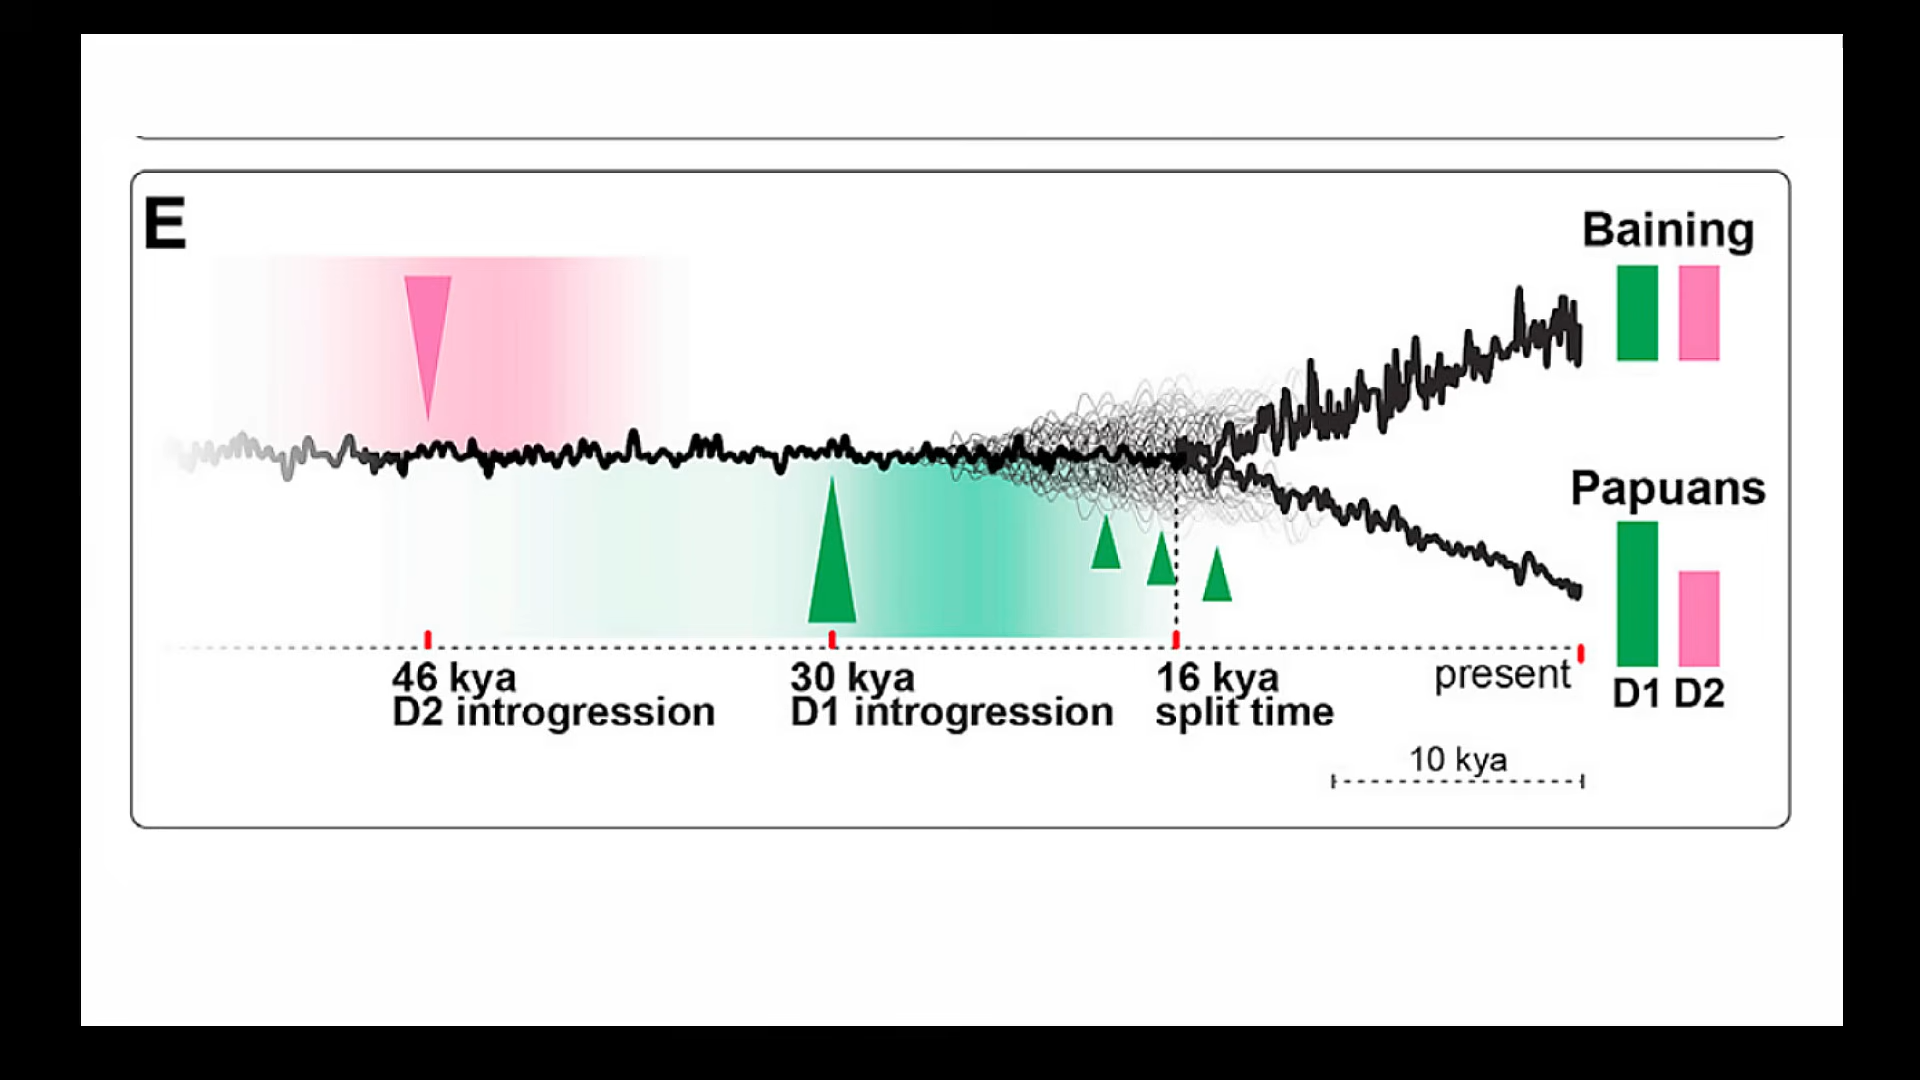 E
Baining
Papuans
D1 D2
46 kya
D2 introgression
30 kya
D1 introgression
16 kya
split time
present
10 kya